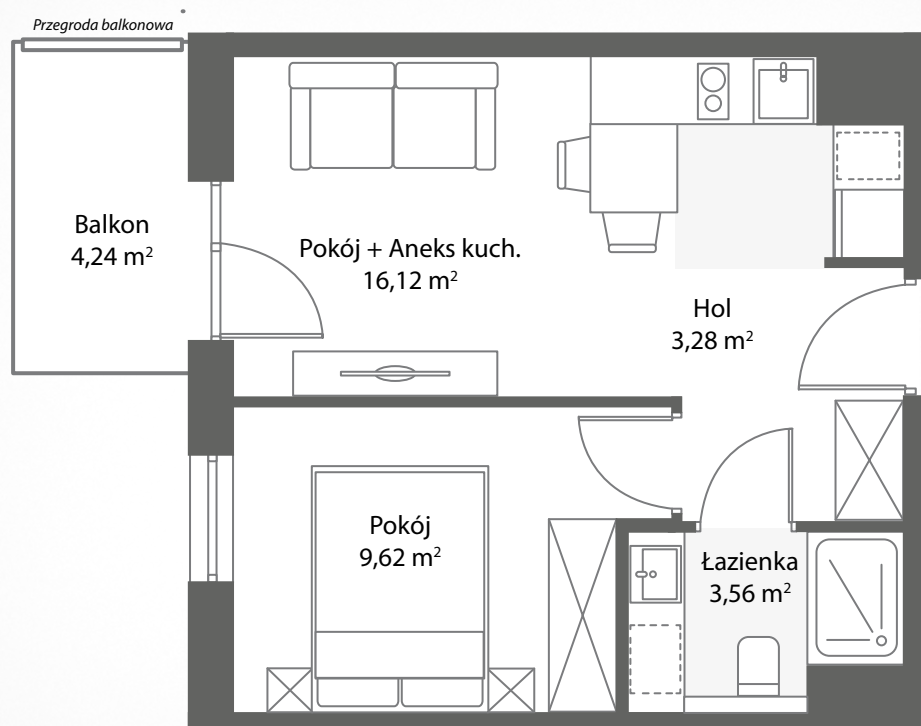 Przegroda balkonowa
Balkon
4,24 m²
Pokój + Aneks kuch.
16,12 m²
Hol
3,28 m²
Pokój
9,62 m²
Łazienka
3,56 m²